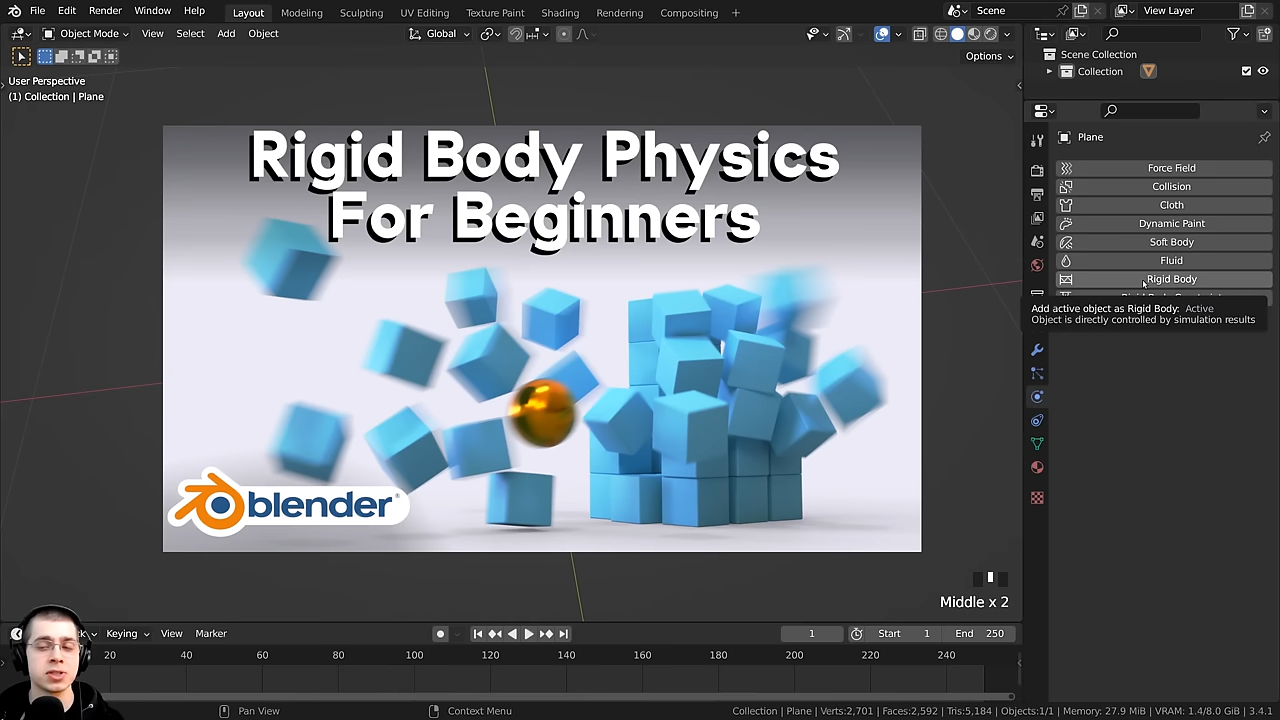 File Edit Render Window Help Layout Modeling Sculpting UV Editing Texture Paint Shading Rendering Compositing + Scene View Layer
Object Mode View Select Add Object Global
Options
User Perspective
(1) Collection | Plane
Scene Collection
Collection
Plane
Force Field
Collision
Cloth
Dynamic Paint
Soft Body
Fluid
Rigid Body
Add active object as Rigid Body: Active
Object is directly controlled by simulation results
Rigid Body Physics
For Beginners
blender
Middle x 2
Keying View Marker 1 Start 1 End 250
20 40 60 80 100 120 140 160 180 200 220 240
Pan View Context Menu Collection | Plane | Verts:2,701 | Faces:2,592 | Tris:5,184 | Objects:1/1 | Memory: 27.9 MiB | VRAM: 1.4/8.0 GiB | 3.4.1